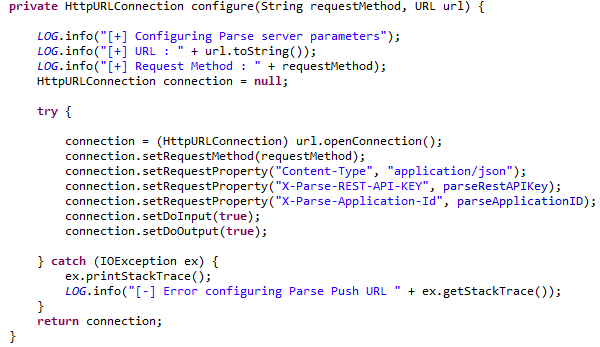 private HttpURLConnection configure(String requestMethod, URL url) {
LOG.info("[+] Configuring Parse server parameters");
LOG.info("[+] URL : " + url.toString());
LOG.info("[+] Request Method : " + requestMethod);
HttpURLConnection connection = null;
try {
connection = (HttpURLConnection) url.openConnection();
connection.setRequestMethod(requestMethod);
connection.setRequestProperty("Content-Type", "application/json");
connection.setRequestProperty("X-Parse-REST-API-KEY", parseRestAPIKey);
connection.setRequestProperty("X-Parse-Application-Id", parseApplicationID);
connection.setDoInput(true);
connection.setDoOutput(true);
} catch (IOException ex) {
ex.printStackTrace();
LOG.info("[-] Error configuring Parse Push URL " + ex.getStackTrace());
}
return connection;
}